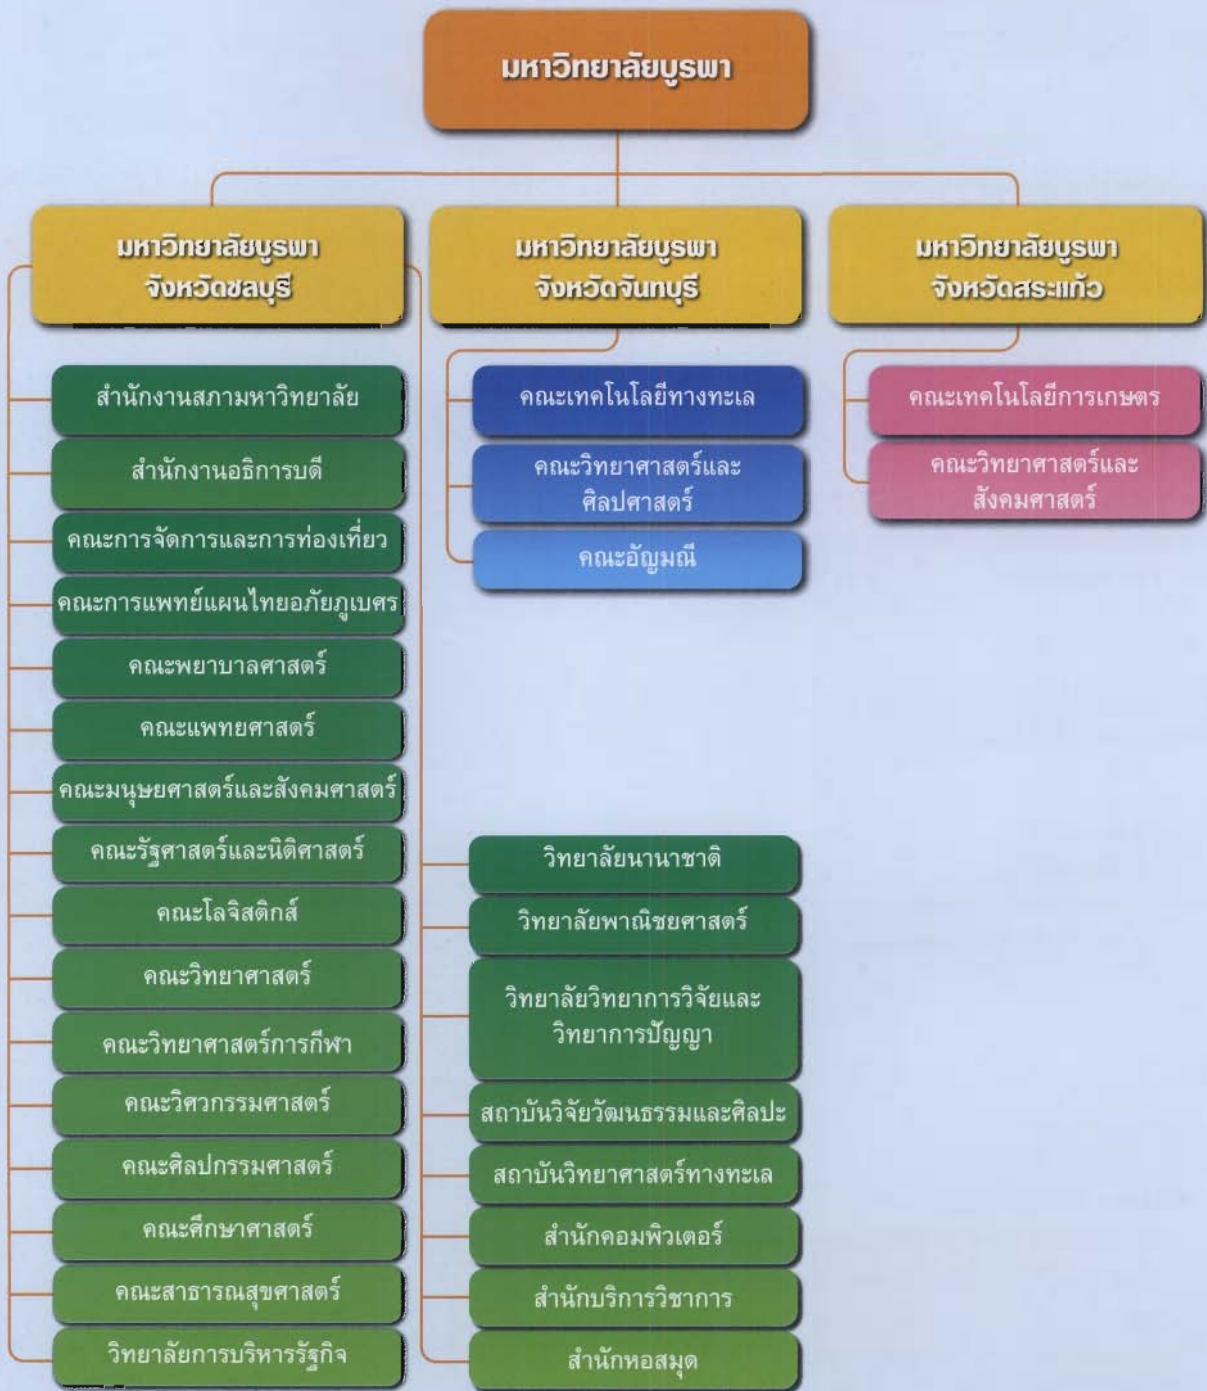 มหาวิทยาลัยบูรพา
มหาวิทยาลัยบูรพา
จังหวัดชลบุรี
สำนักงานสภามหาวิทยาลัย
สำนักงานอธิการบดี
คณะการจัดการและการท่องเที่ยว
คณะการแพทย์แผนไทยอภัยภูเบศร
คณะพยาบาลศาสตร์
คณะแพทยศาสตร์
คณะมนุษยศาสตร์และสังคมศาสตร์
คณะรัฐศาสตร์และนิติศาสตร์
คณะโลจิสติกส์
คณะวิทยาศาสตร์
คณะวิทยาศาสตร์การกีฬา
คณะวิศวกรรมศาสตร์
คณะศิลปกรรมศาสตร์
คณะศึกษาศาสตร์
คณะสาธารณสุขศาสตร์
วิทยาลัยการบริหารรัฐกิจ
วิทยาลัยนานาชาติ
วิทยาลัยพาณิชยศาสตร์
วิทยาลัยวิทยาการวิจัยและ
วิทยาการปัญญา
สถาบันวิจัยวัฒนธรรมและศิลปะ
สถาบันวิทยาศาสตร์ทางทะเล
สำนักคอมพิวเตอร์
สำนักบริการวิชาการ
สำนักหอสมุด
มหาวิทยาลัยบูรพา
จังหวัดจันทบุรี
คณะเทคโนโลยีทางทะเล
คณะวิทยาศาสตร์และ
ศิลปศาสตร์
คณะอัญมณี
มหาวิทยาลัยบูรพา
จังหวัดสระแก้ว
คณะเทคโนโลยีการเกษตร
คณะวิทยาศาสตร์และ
สังคมศาสตร์